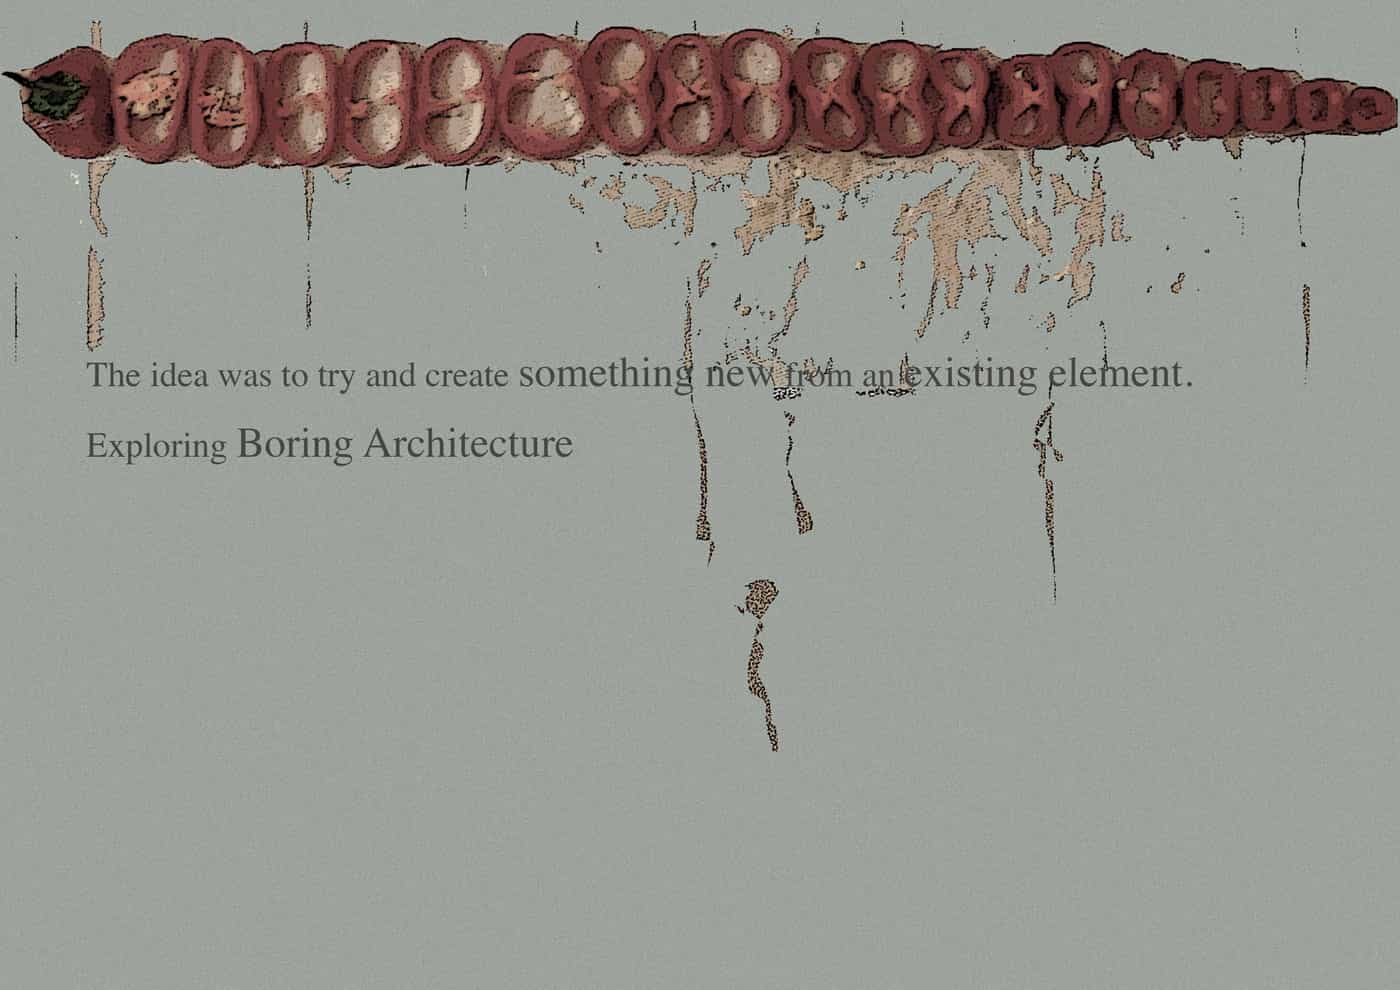 The idea was to try and create something new from an existing element.
Exploring Boring Architecture